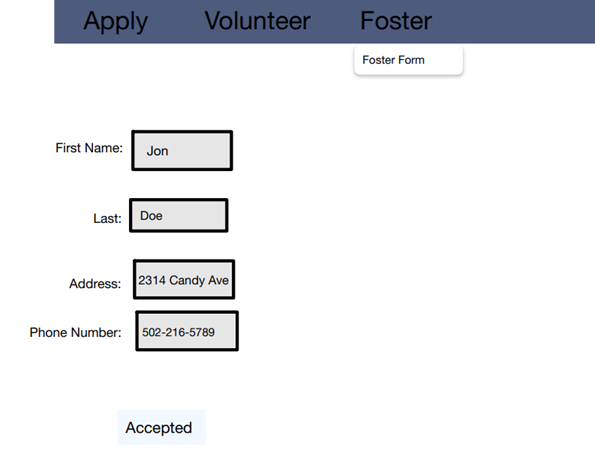 Apply Volunteer Foster
Foster Form
First Name: Jon
Last: Doe
Address: 2314 Candy Ave
Phone Number: 502-216-5789
Accepted